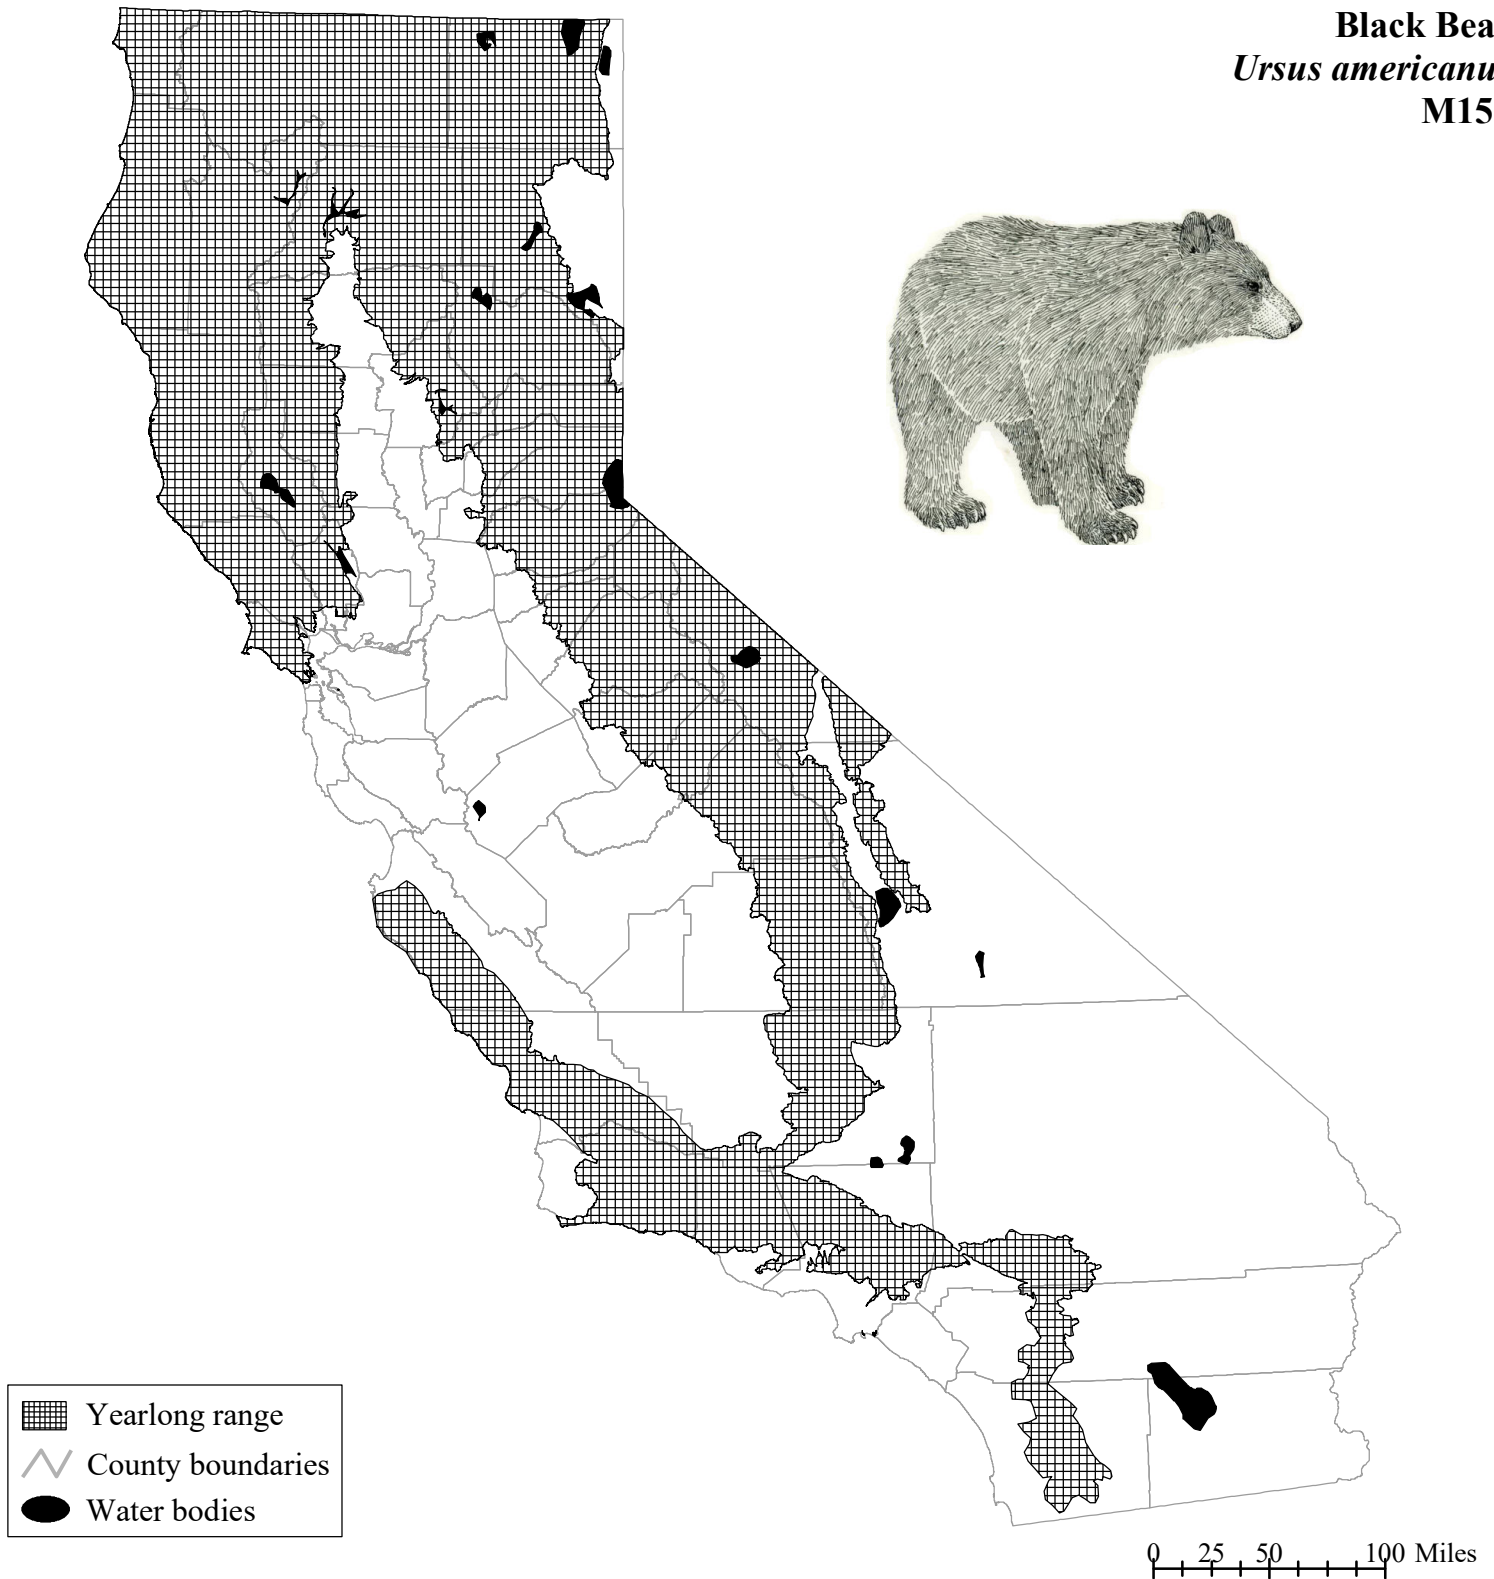 Black Bea
Ursus americanu
M15
Yearlong range
County boundaries
Water bodies
0 25 50 100 Miles